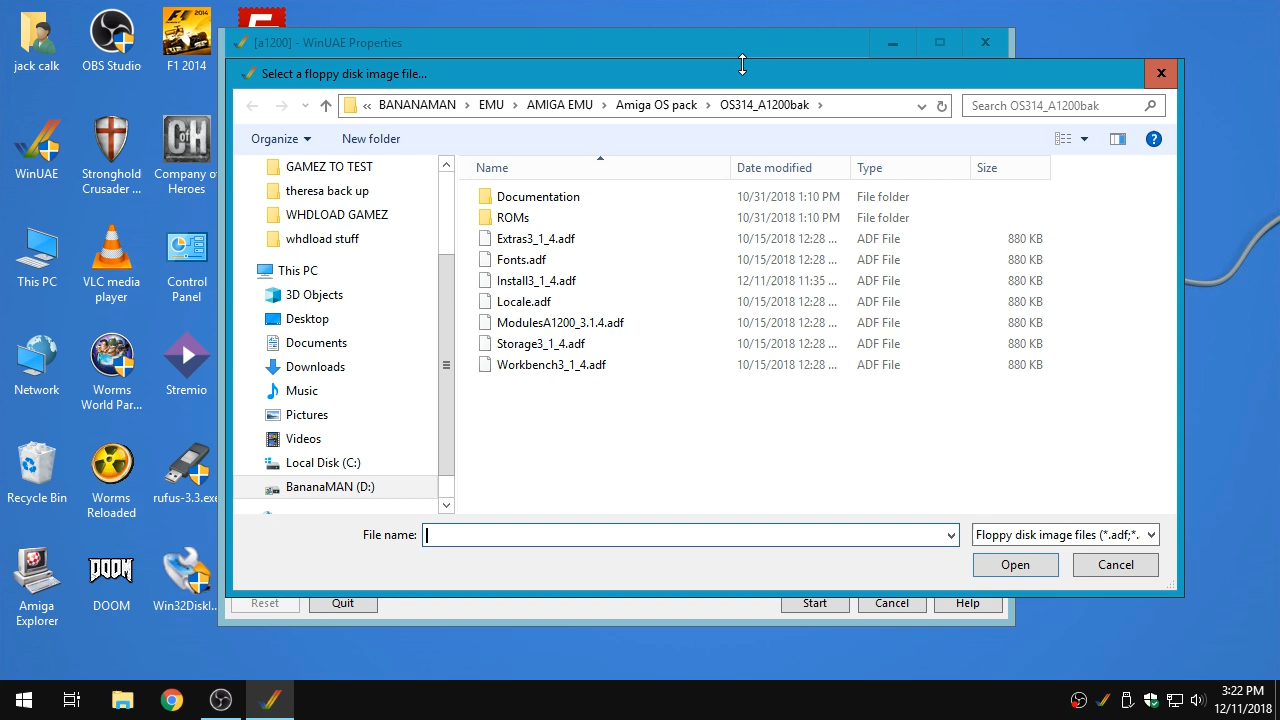 jack calk
OBS Studio
F1 2014
WinUAE
Stronghold
Crusader ...
Company of
Heroes
This PC
VLC media
player
Control
Panel
Network
Worms
World Par...
Stremio
Recycle Bin
Worms
Reloaded
rufus-3.3.exe
Amiga
Explorer
DOOM
Win32Diskl...
[a1200] - WinUAE Properties
Select a floppy disk image file...
« BANANAMAN > EMU > AMIGA EMU > Amiga OS pack > OS314_A1200bak >
Search OS314_A1200bak
Organize
New folder
GAMEZ TO TEST
theresa back up
WHDLOAD GAMEZ
whdload stuff
This PC
3D Objects
Desktop
Documents
Downloads
Music
Pictures
Videos
Local Disk (C:)
BananaMAN (D:)
Name Date modified Type Size
Documentation 10/31/2018 1:10 PM File folder
ROMs 10/31/2018 1:10 PM File folder
Extras3_1_4.adf 10/15/2018 12:28 ... ADF File 880 KB
Fonts.adf 10/15/2018 12:28 ... ADF File 880 KB
Install3_1_4.adf 12/11/2018 11:35 ... ADF File 880 KB
Locale.adf 10/15/2018 12:28 ... ADF File 880 KB
ModulesA1200_3.1.4.adf 10/15/2018 12:28 ... ADF File 880 KB
Storage3_1_4.adf 10/15/2018 12:28 ... ADF File 880 KB
Workbench3_1_4.adf 10/15/2018 12:28 ... ADF File 880 KB
File name:
Floppy disk image files (*.adf;*.
Open
Cancel
Reset
Quit
Start
Cancel
Help
3:22 PM
12/11/2018